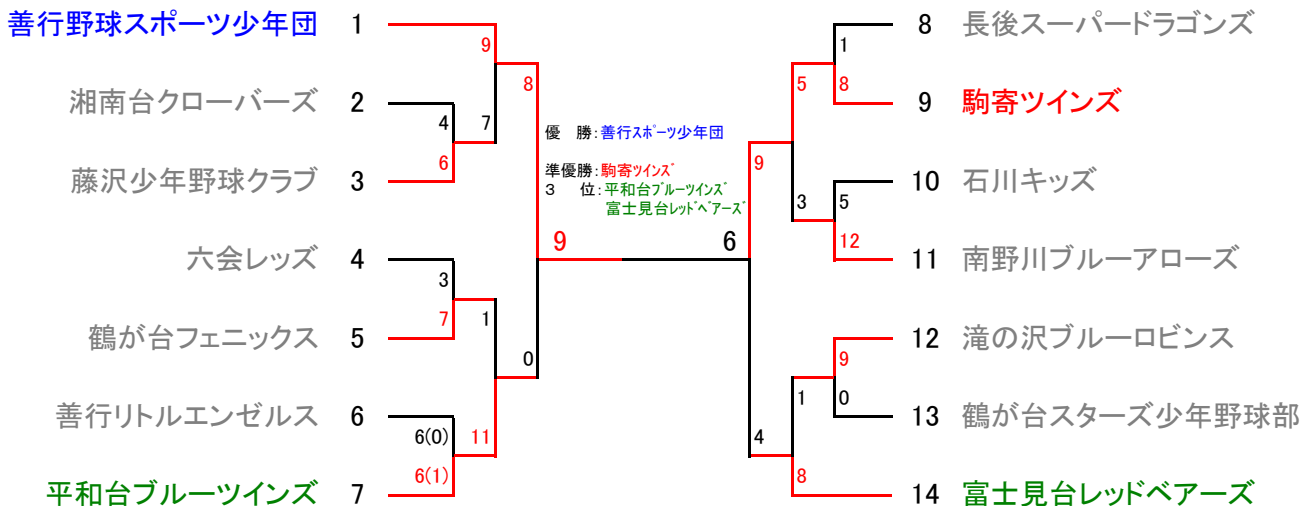 善行野球スポーツ少年団 1
9
8
湘南台クローバーズ 2
4
7
6
藤沢少年野球クラブ 3
六会レッズ 4
3
7
1
鶴が台フェニックス 5
0
善行リトルエンゼルス 6
6(0)
11
6(1)
平和台ブルーツインズ 7
優 勝:善行スポーツ少年団
準優勝:駒寄ツインズ
3 位:平和台ブルーツインズ
富士見台レッドベアーズ
9
6
8 長後スーパードラゴンズ
1
5
8
9 駒寄ツインズ
9
10 石川キッズ
3
5
12
11 南野川ブルーアローズ
12 滝の沢ブルーロビンス
9
1
0
13 鶴が台スターズ少年野球部
4
8
14 富士見台レッドベアーズ